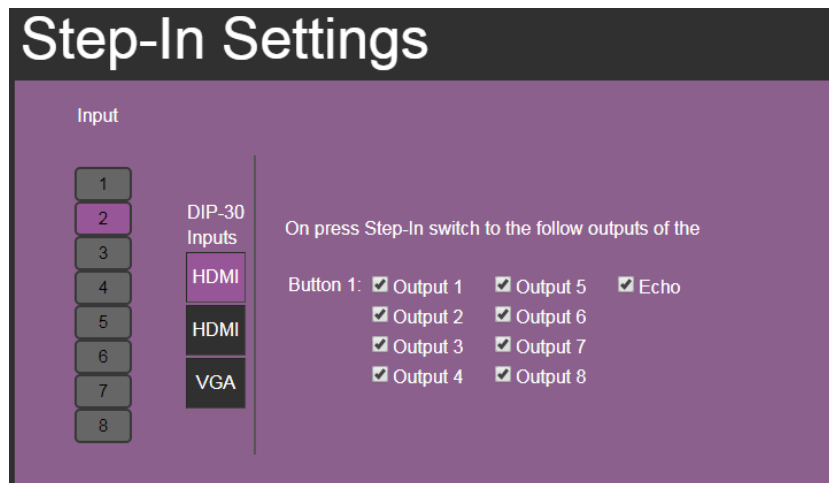 Step-In Settings
Input
1
2
3
4
5
6
7
8
DIP-30
Inputs
HDMI
HDMI
VGA
On press Step-In switch to the follow outputs of the
Button 1: Output 1 Output 5 Echo
Output 2 Output 6
Output 3 Output 7
Output 4 Output 8